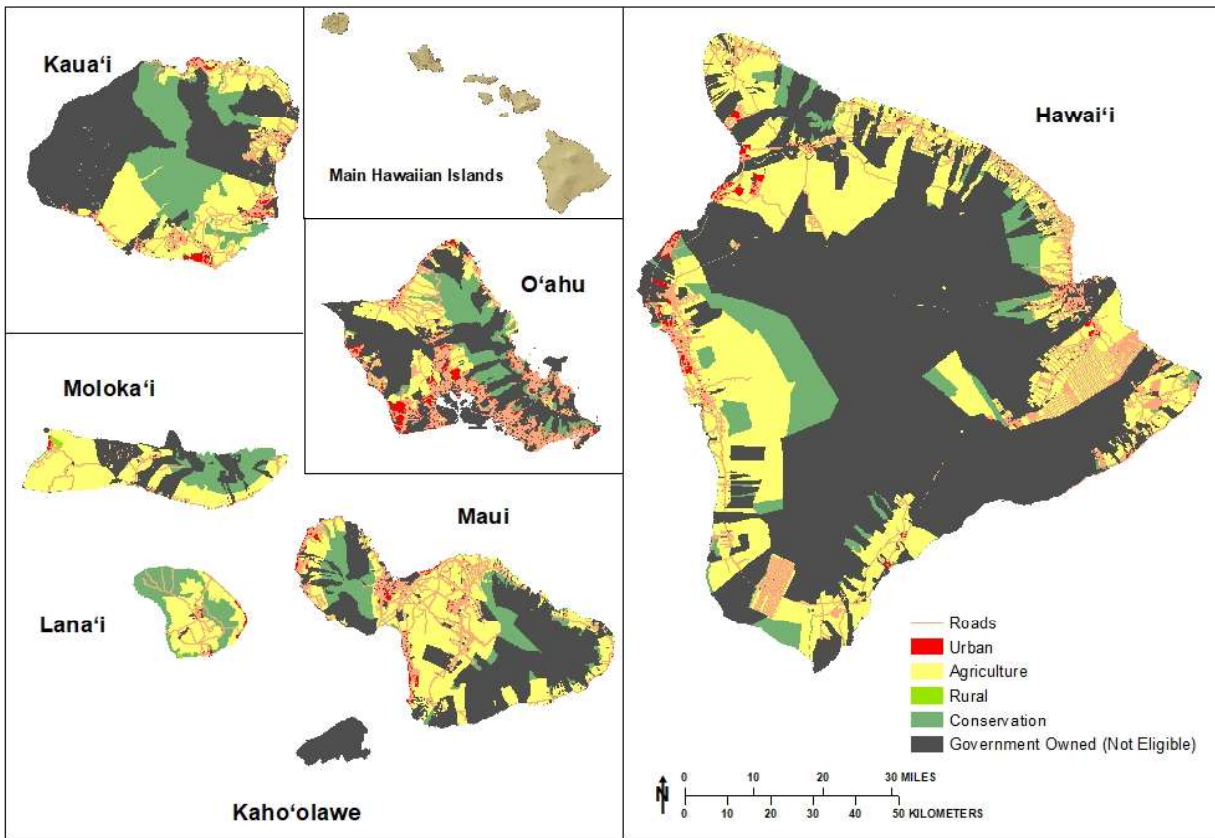 Kaua‘i
Main Hawaiian Islands
Hawai‘i
O‘ahu
Moloka‘i
Maui
Lana‘i
Kaho‘olawe
Roads
Urban
Agriculture
Rural
Conservation
Government Owned (Not Eligible)
N
0 10 20 30 MILES
0 10 20 30 40 50 KILOMETERS